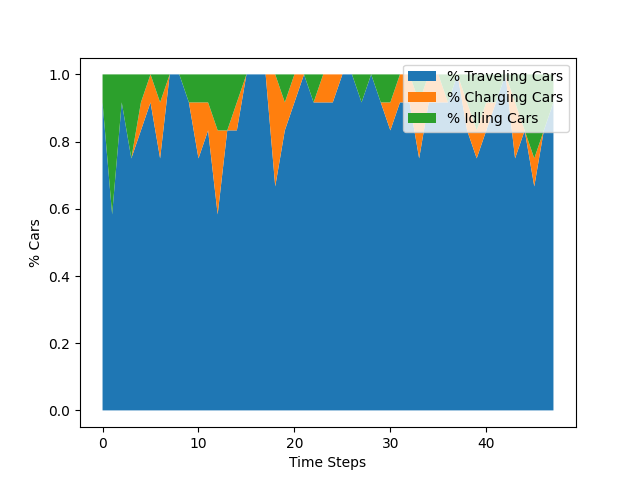 1.0
0.8
0.6
0.4
0.2
0.0
% Cars
% Traveling Cars
% Charging Cars
% Idling Cars
0 10 20 30 40
Time Steps